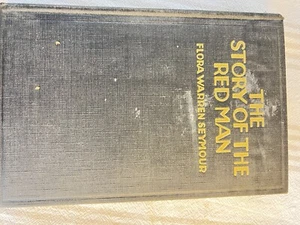 THE
STORY OF THE
RED MAN
FLORA WARREN SEYMOUR